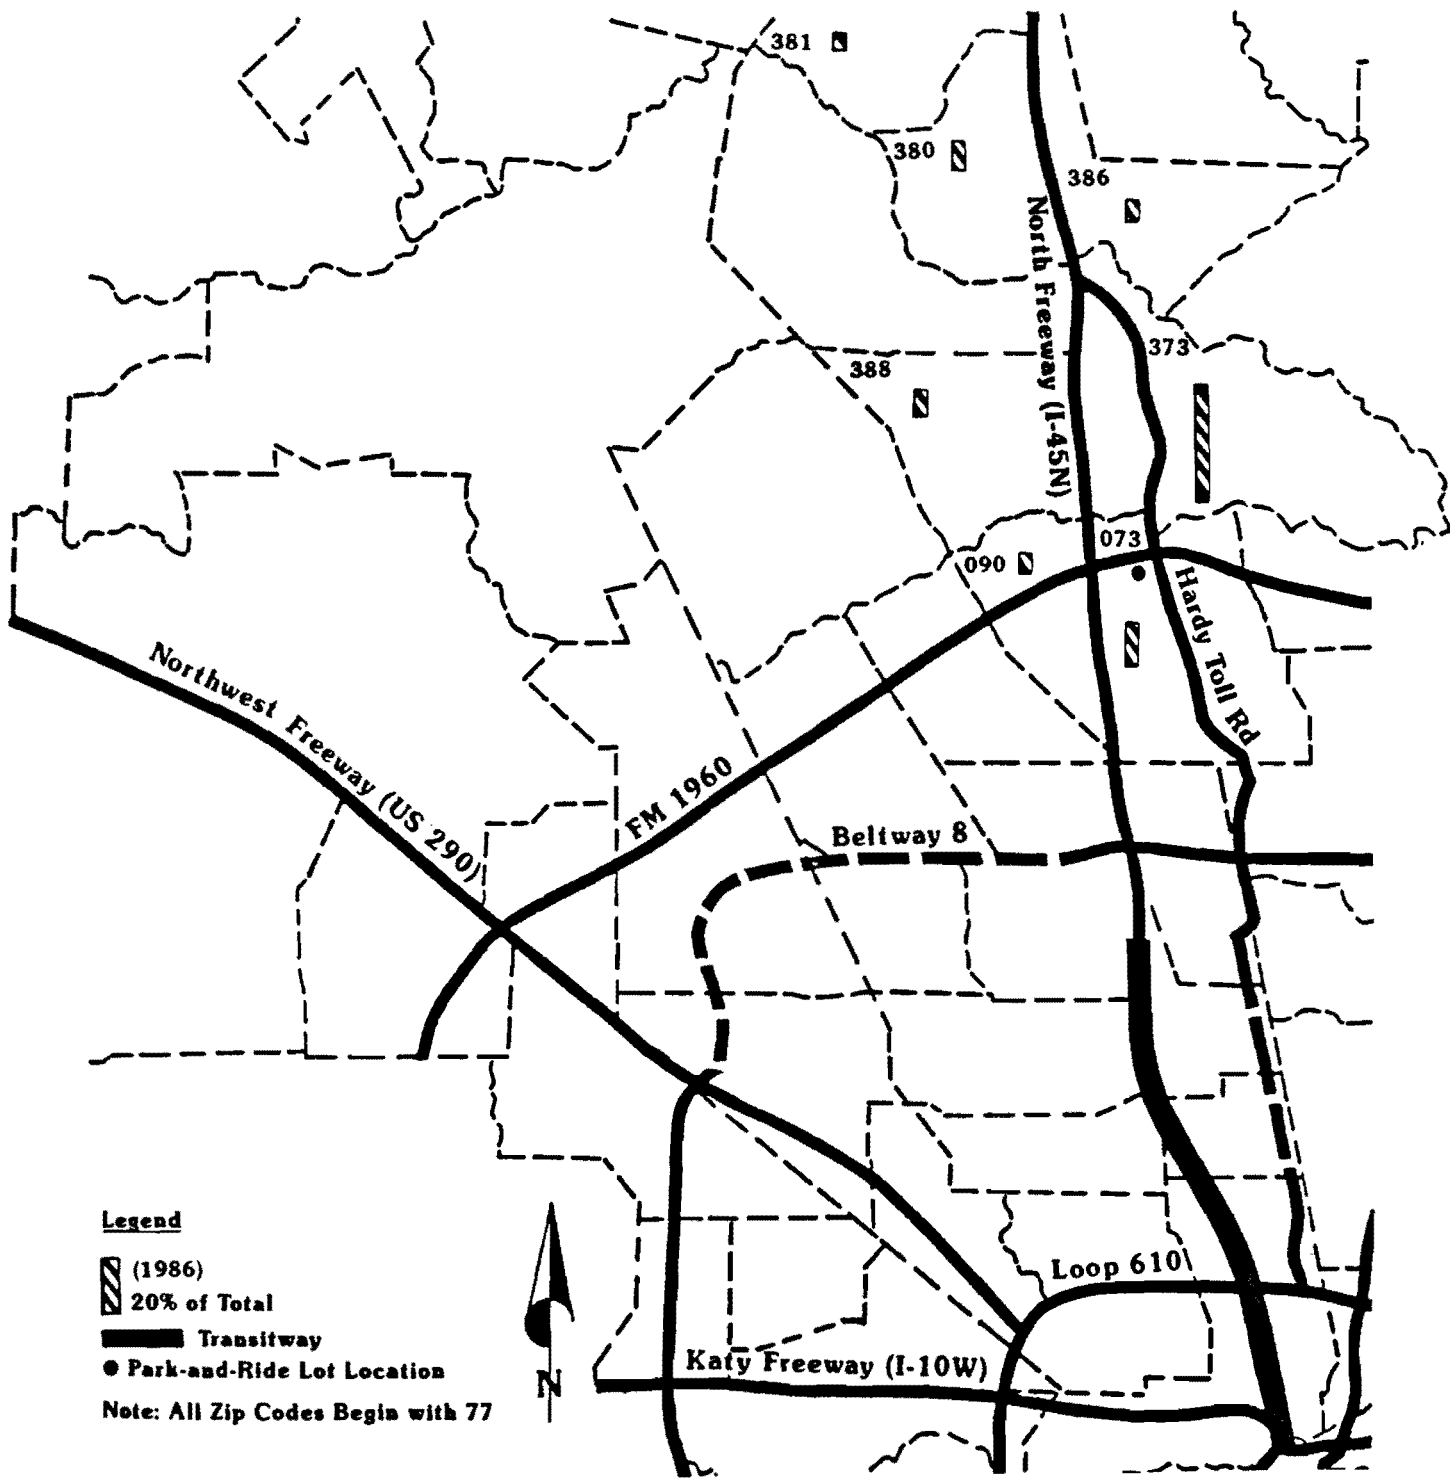 381
380
386
North Freeway (I-45N)
373
388
073
090
Hardy Toll Rd
Northwest Freeway (US 290)
FM 1960
Beltway 8
Legend
(1986)
20% of Total
Transitway
Park-and-Ride Lot Location
Note: All Zip Codes Begin with 77
N
Loop 610
Katy Freeway (I-10W)